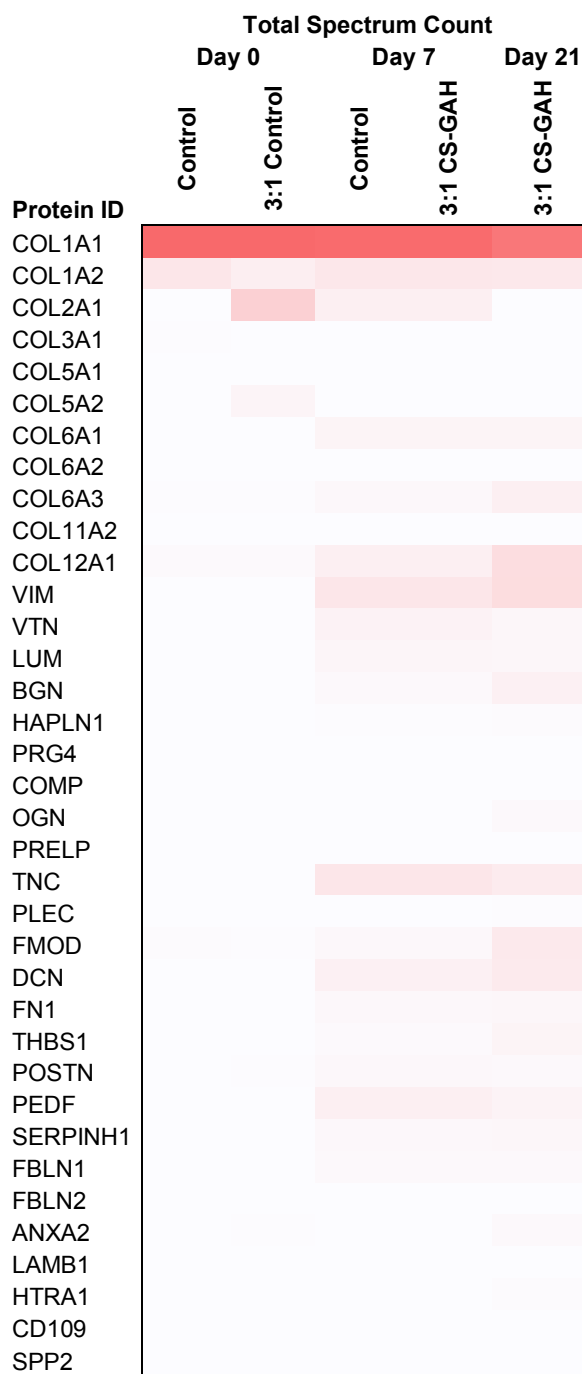 Total Spectrum Count
Day 0 Day 7 Day 21
Control 3:1 Control Control 3:1 CS-GAH 3:1 CS-GAH
Protein ID
COL1A1
COL1A2
COL2A1
COL3A1
COL5A1
COL5A2
COL6A1
COL6A2
COL6A3
COL11A2
COL12A1
VIM
VTN
LUM
BGN
HAPLN1
PRG4
COMP
OGN
PRELP
TNC
PLEC
FMOD
DCN
FN1
THBS1
POSTN
PEDF
SERPINH1
FBLN1
FBLN2
ANXA2
LAMB1
HTRA1
CD109
SPP2